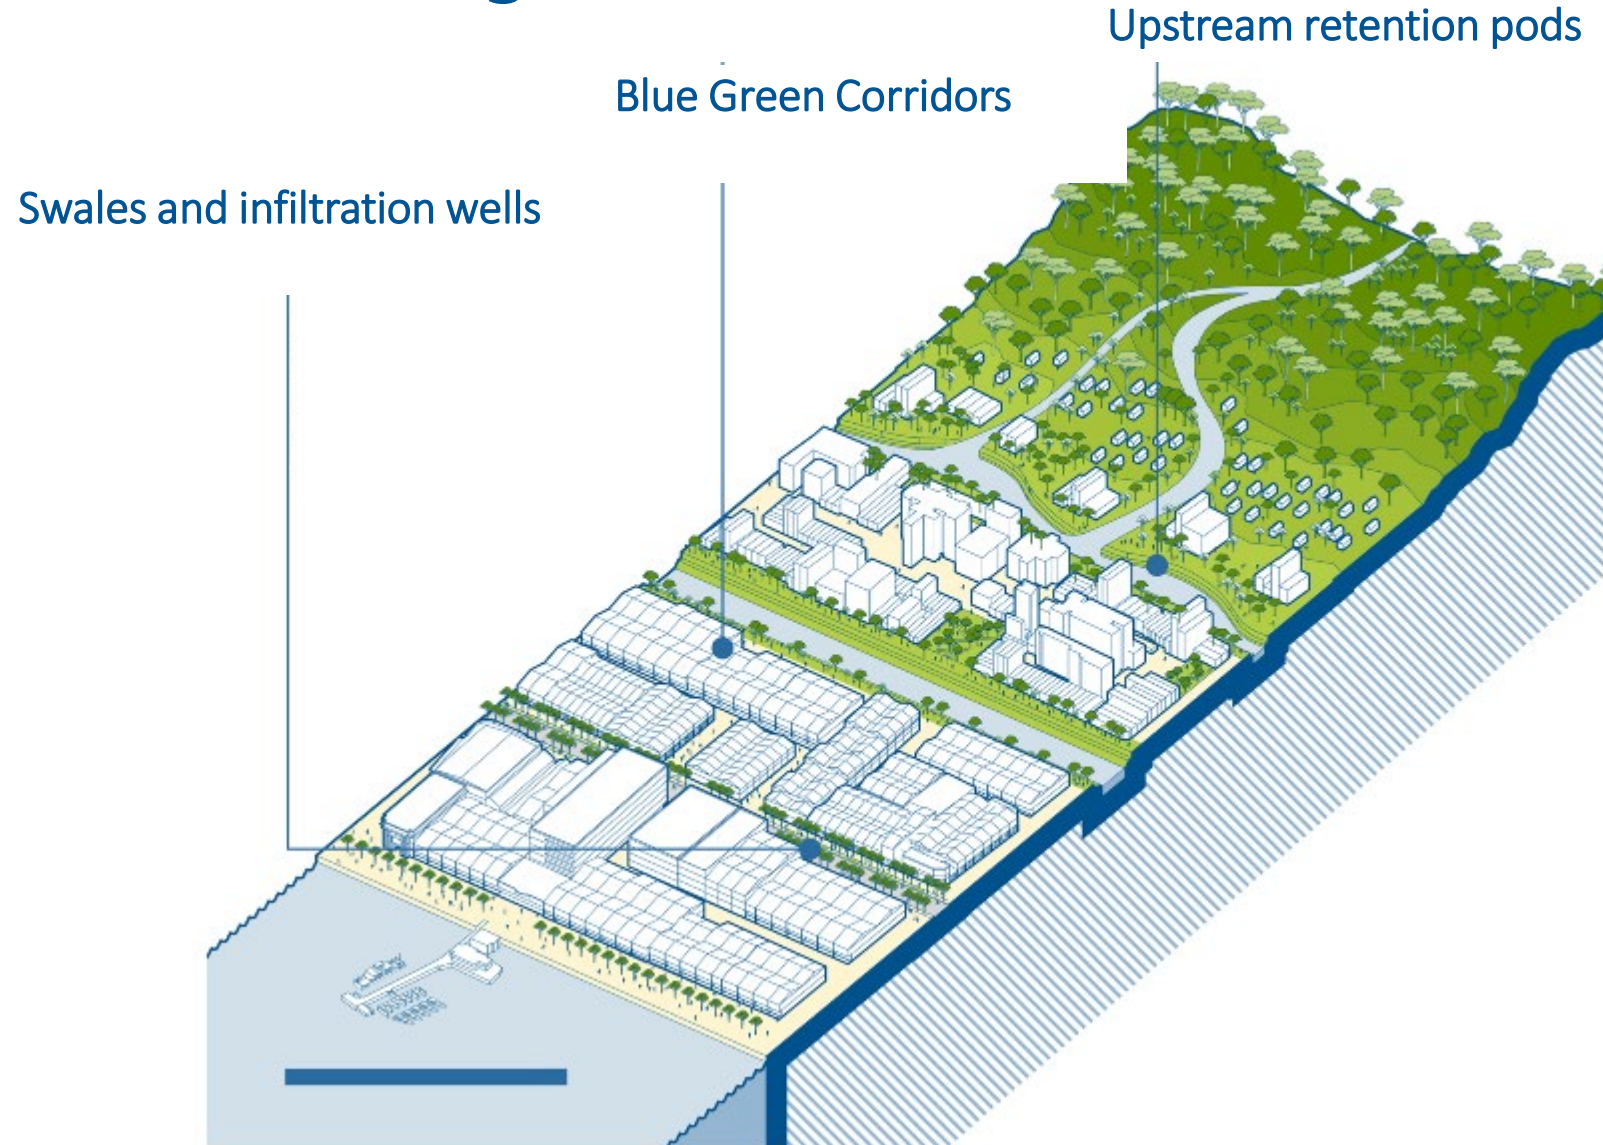 Upstream retention pods
Blue Green Corridors
Swales and infiltration wells